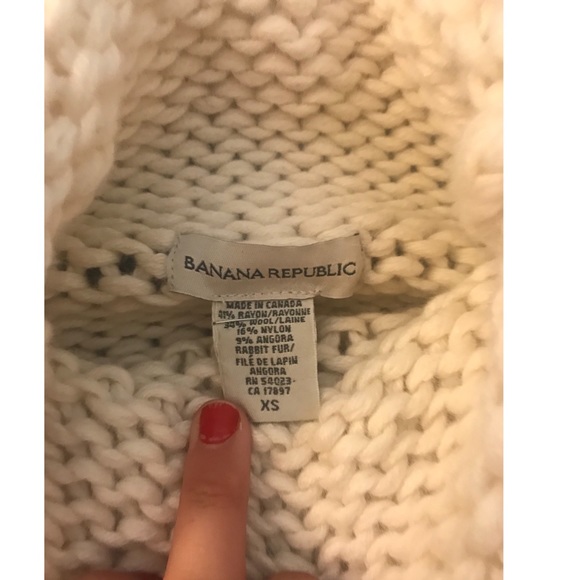 BANANA REPUBLIC
MADE IN CANADA
41% RAYON/RAYONNE
34% WOOL/LAINE
16% NYLON
9% ANGORA
RABBIT FUR/
FILE DE LAPIN
ANGORA
RN 54023-
CA 17897
XS